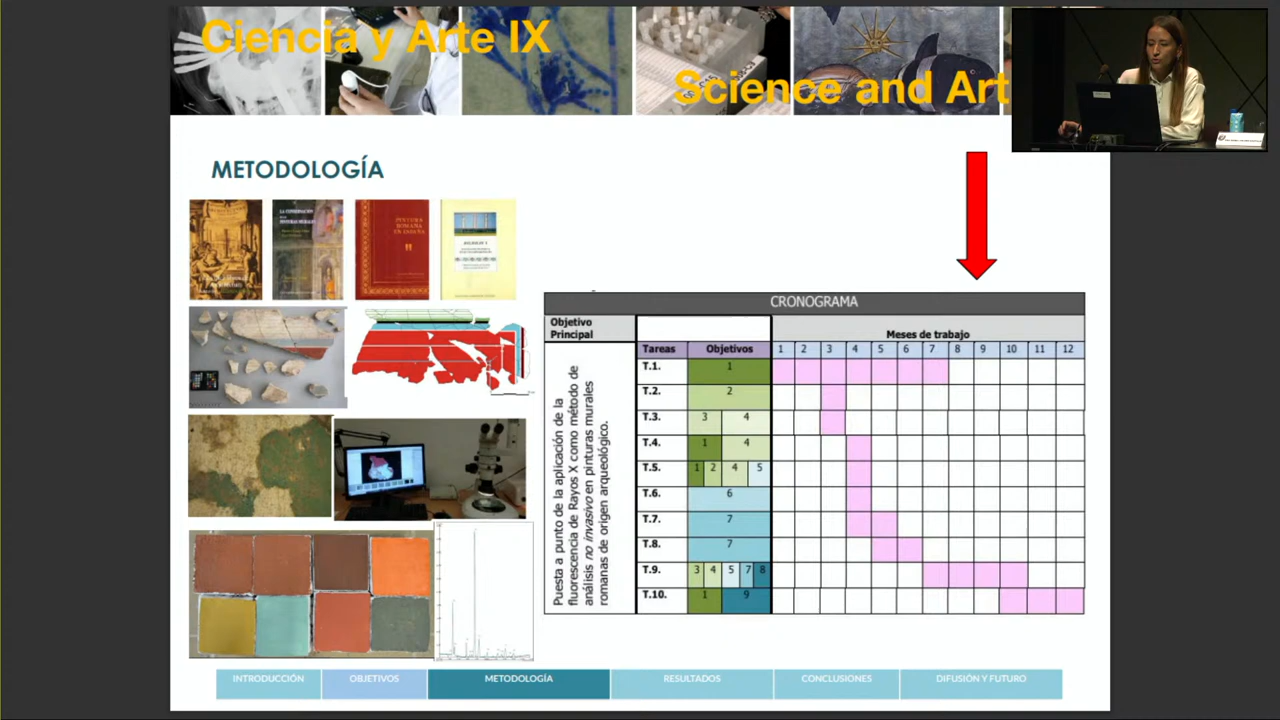 Ciencia y Arte IX
Science and Art
METODOLOGÍA
PINTURA
ROMANA
EN ESPAÑA
CRONOGRAMA
Objetivo
Principal
Meses de trabajo
Tareas Objetivos 1 2 3 4 5 6 7 8 9 10 11 12
Puesta a punto de la aplicación de la
fluorescencia de Rayos X como método de
análisis no invasivo en pinturas murales
romanas de origen arqueológico.
T.1. 1
T.2. 2
T.3. 3 4
T.4. 1 4
T.5. 1 2 4 5
T.6. 6
T.7. 7
T.8. 7
T.9. 3 4 5 7 8
T.10. 1 9
INTRODUCCIÓN OBJETIVOS METODOLOGÍA RESULTADOS CONCLUSIONES DIFUSIÓN Y FUTURO